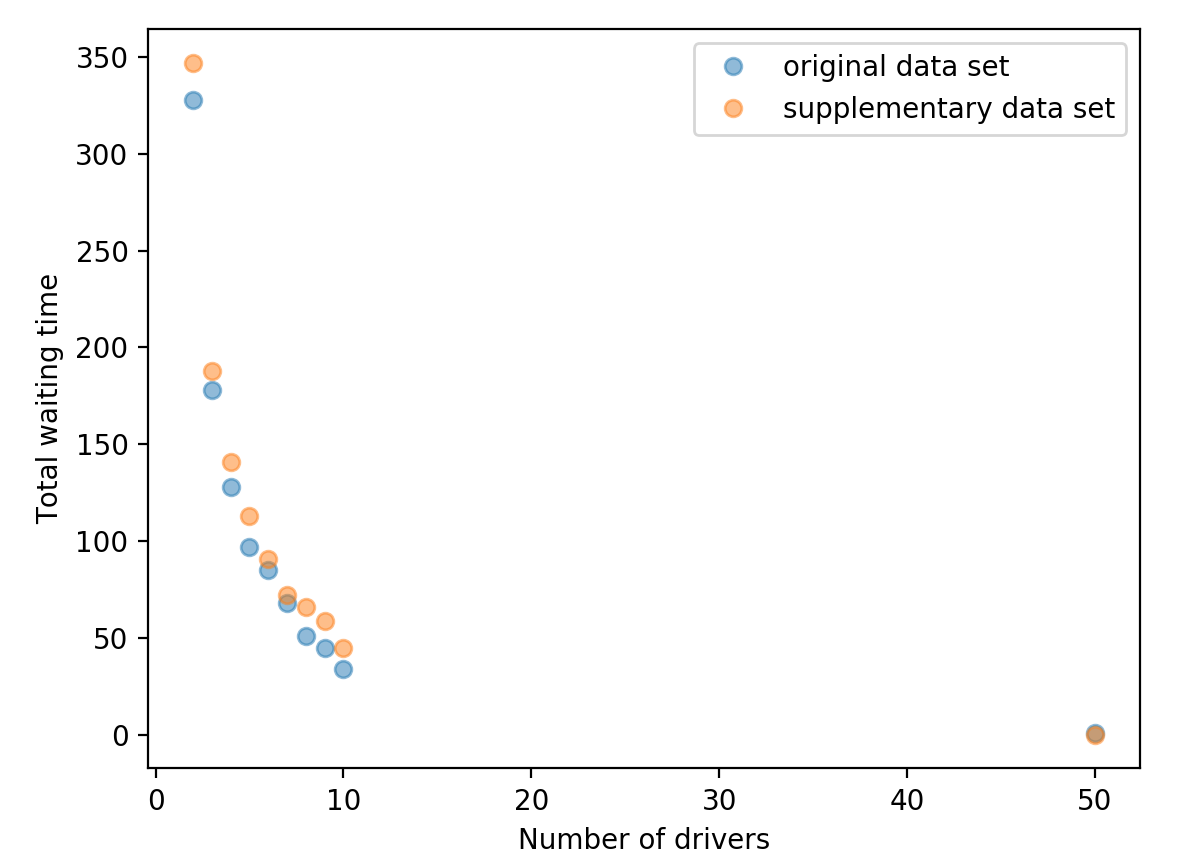 350
300
250
200
150
100
50
0
Total waiting time
original data set
supplementary data set
0 10 20 30 40 50
Number of drivers